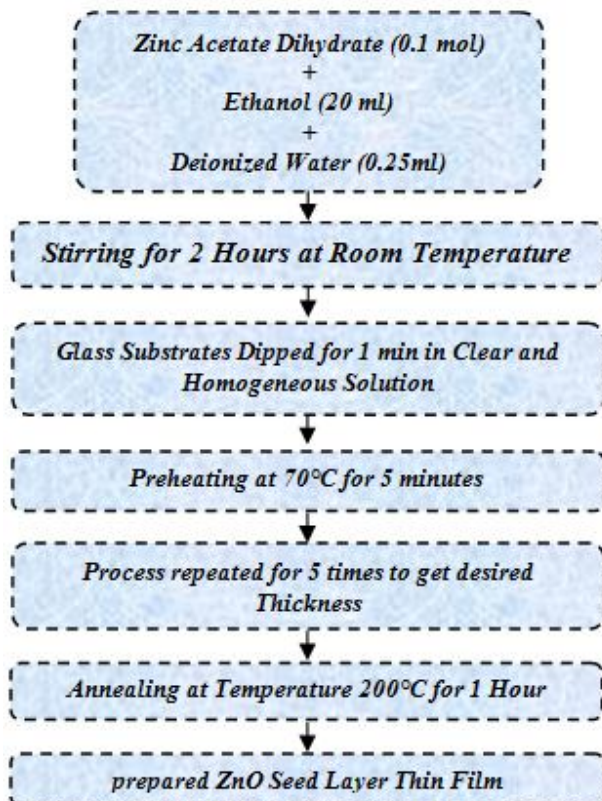 Zinc Acetate Dihydrate (0.1 mol)
+
Ethanol (20 ml)
+
Deionized Water (0.25ml)
Stirring for 2 Hours at Room Temperature
Glass Substrates Dipped for 1 min in Clear and
Homogeneous Solution
Preheating at 70°C for 5 minutes
Process repeated for 5 times to get desired
Thickness
Annealing at Temperature 200°C for 1 Hour
prepared ZnO Seed Layer Thin Film